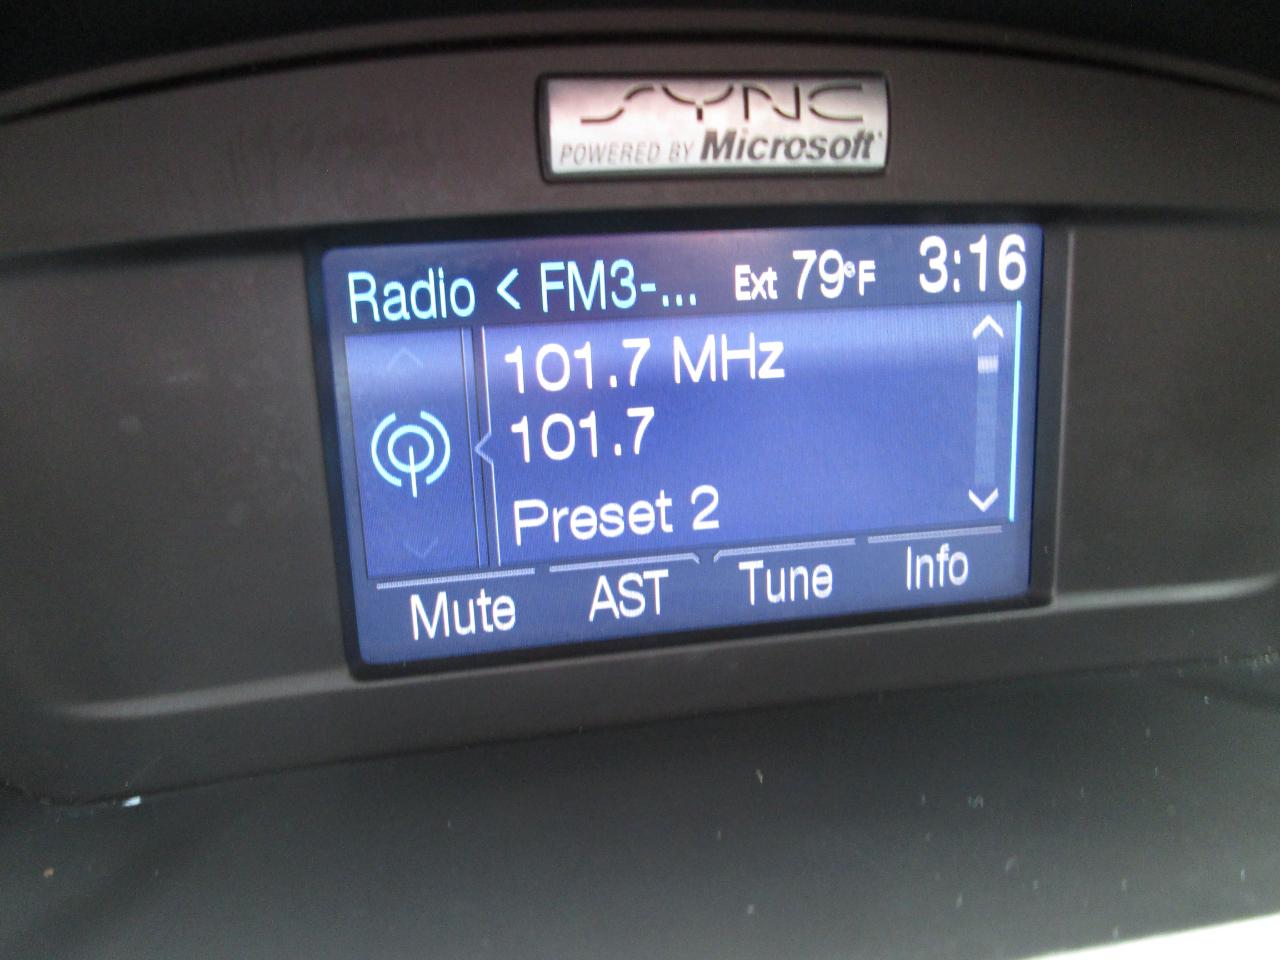 SYNC
POWERED BY Microsoft
Radio < FM3-... Ext 79°F 3:16
101.7 MHz
101.7
Preset 2
Mute AST Tune Info